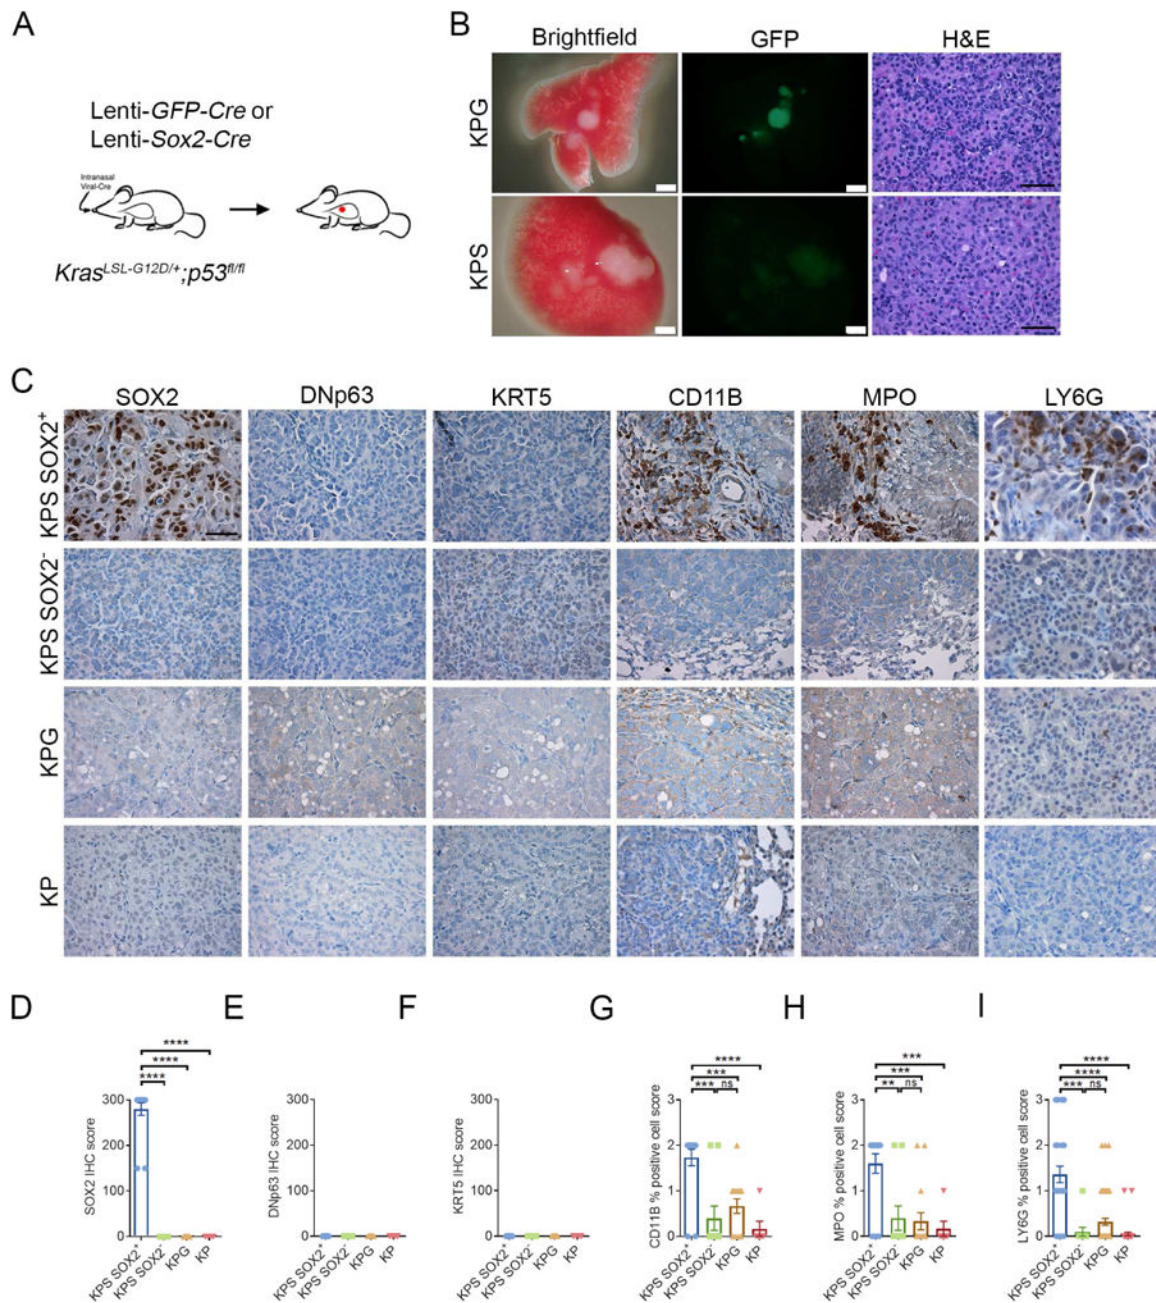 A
Lenti-GFP-Cre or
Lenti-Sox2-Cre
Intranasal
Viral-Cre
Kras^LSL-G12D/+;p53^fl/fl
B
Brightfield GFP H&E
KPG
KPS
C
SOX2 DNp63 KRT5 CD11B MPO LY6G
KPS SOX2+
KPS SOX2-
KPG
KP
D E F G H I
****
****
****
SOX2 IHC score
300
200
100
0
KPS SOX2+
KPS SOX2-
KPG
KP
DNp63 IHC score
300
200
100
0
KPS SOX2+
KPS SOX2-
KPG
KP
KRT5 IHC score
300
200
100
0
KPS SOX2+
KPS SOX2-
KPG
KP
****
***
*** ns
CD11B % positive cell score
3
2
1
0
KPS SOX2+
KPS SOX2-
KPG
KP
***
***
** ns
MPO % positive cell score
3
2
1
0
KPS SOX2+
KPS SOX2-
KPG
KP
****
****
*** ns
LY6G % positive cell score
3
2
1
0
KPS SOX2+
KPS SOX2-
KPG
KP